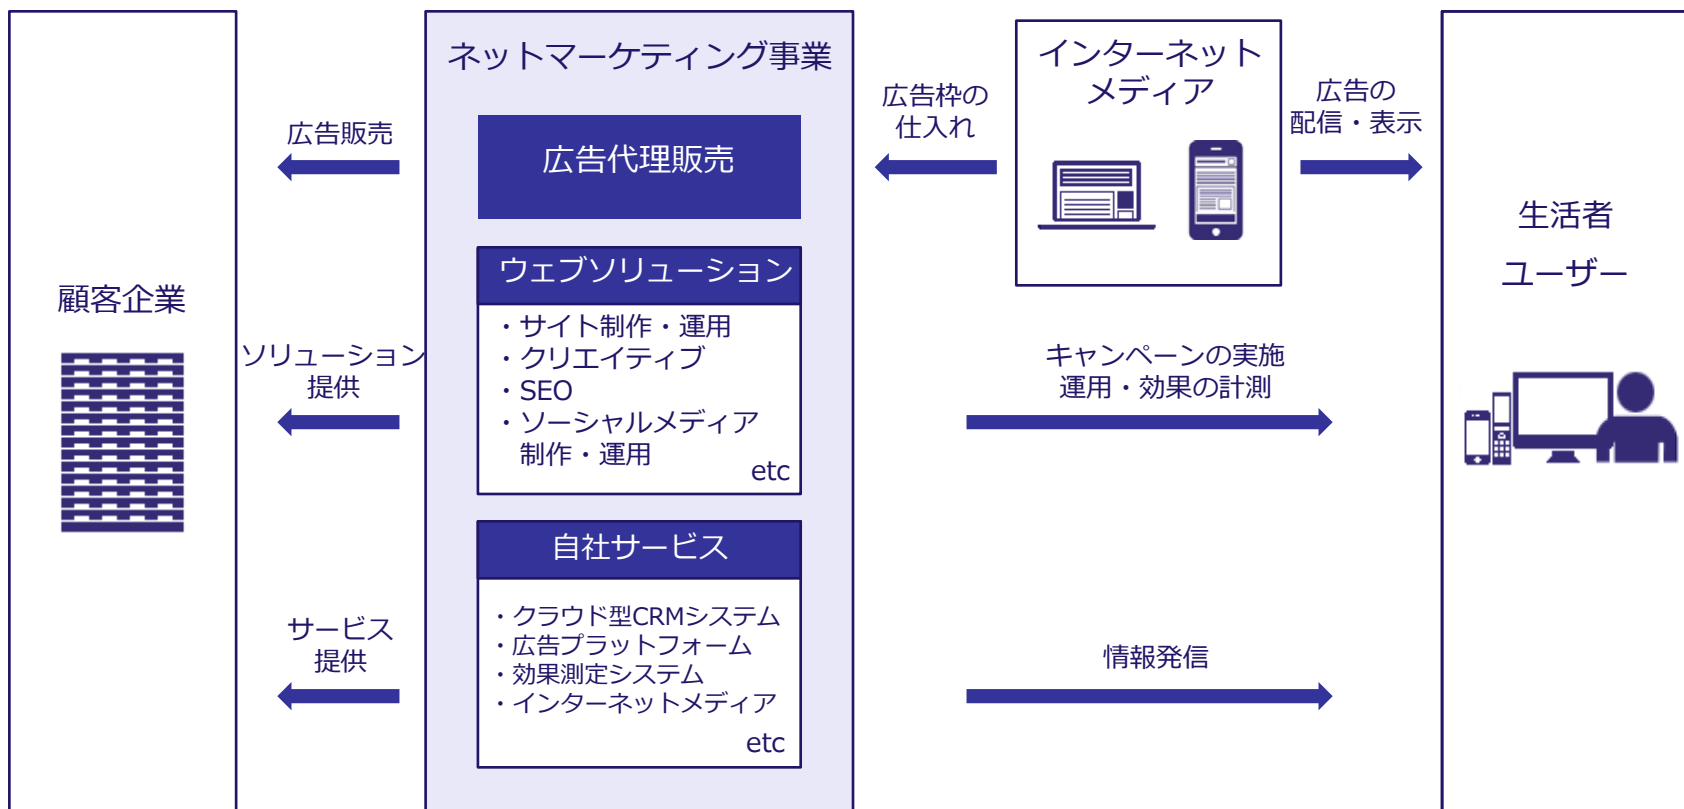 顧客企業
広告販売
ソリューション
提供
サービス
提供
ネットマーケティング事業
広告代理販売
ウェブソリューション
・サイト制作・運用
・クリエイティブ
・SEO
・ソーシャルメディア
制作・運用
etc
自社サービス
・クラウド型CRMシステム
・広告プラットフォーム
・効果測定システム
・インターネットメディア
etc
広告枠の
仕入れ
インターネット
メディア
広告の
配信・表示
キャンペーンの実施
運用・効果の計測
情報発信
生活者
ユーザー